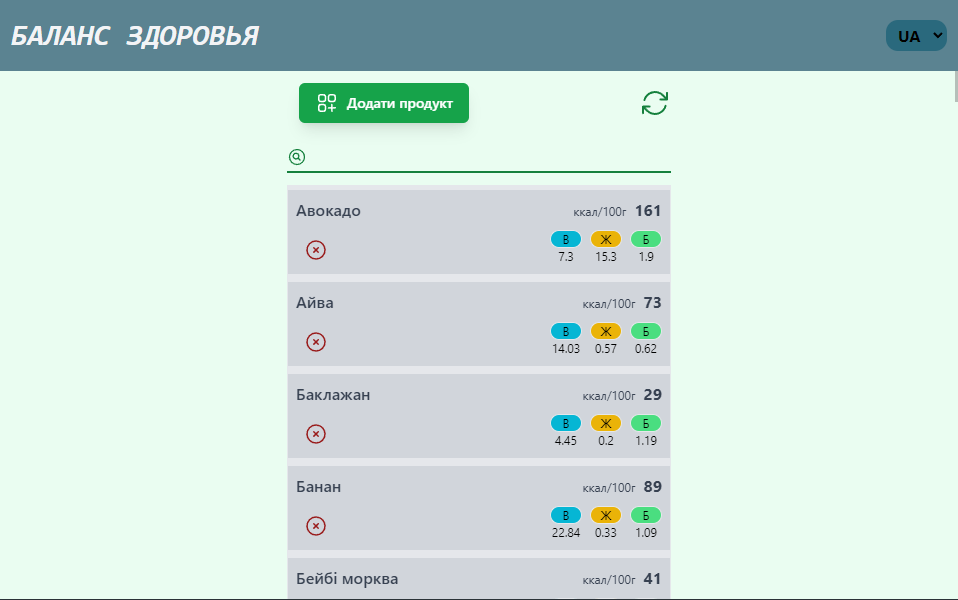 БАЛАНС ЗДОРОВЬЯ
UA
Додати продукт
Авокадо ккал/100г 161
В Ж Б
7.3 15.3 1.9
Айва ккал/100г 73
В Ж Б
14.03 0.57 0.62
Баклажан ккал/100г 29
В Ж Б
4.45 0.2 1.19
Банан ккал/100г 89
В Ж Б
22.84 0.33 1.09
Бейбі морква ккал/100г 41